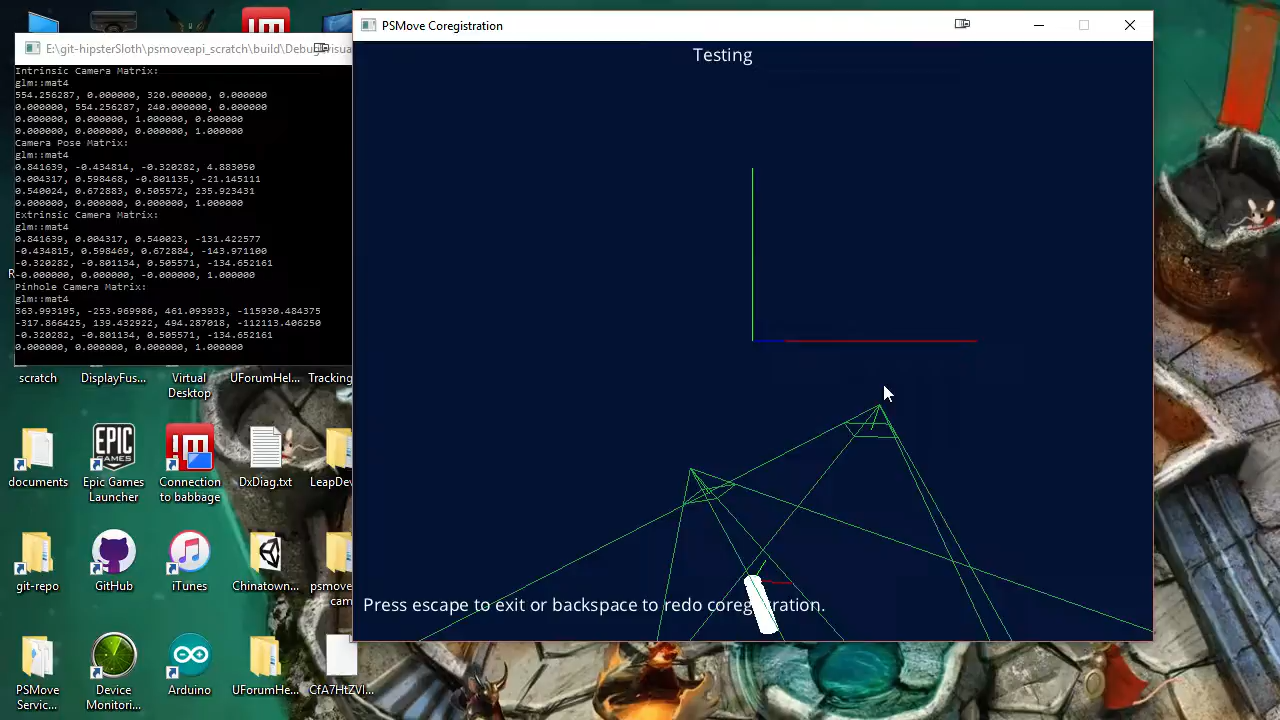 E:\git-hipsterSloth\psmoveapi_scratch\build\Debug
Intrinsic Camera Matrix:
glm::mat4
554.256287, 0.000000, 320.000000, 0.000000
0.000000, 554.256287, 240.000000, 0.000000
0.000000, 0.000000, 1.000000, 0.000000
0.000000, 0.000000, 0.000000, 1.000000
Camera Pose Matrix:
glm::mat4
0.841639, -0.434814, -0.320282, 4.883050
0.004317, 0.598468, -0.801135, -21.145111
0.540024, 0.672883, 0.505572, 235.923431
0.000000, 0.000000, 0.000000, 1.000000
Extrinsic Camera Matrix:
glm::mat4
0.841639, 0.004317, 0.540023, -131.422577
-0.434815, 0.598469, 0.672884, -143.971100
-0.320282, -0.801134, 0.505571, -134.652161
-0.000000, 0.000000, -0.000000, 1.000000
Pinhole Camera Matrix:
glm::mat4
363.993195, -253.969986, 461.093933, -115930.484375
-317.866425, 139.432922, 494.287018, -112113.406250
-0.320282, -0.801134, 0.505571, -134.652161
0.000000, 0.000000, 0.000000, 1.000000
PSMove Coregistration
Testing
Press escape to exit or backspace to redo coregistration.
scratch
DisplayFus...
Virtual
Desktop
UForumHel...
Tracking
documents
Epic Games
Launcher
Connection
to babbage
DxDiag.txt
LeapDev
git-repo
GitHub
iTunes
Chinatown...
psmove
cam
PSMove
Servic...
Device
Monitori...
Arduino
UForumHe...
CfA7HtZVI...